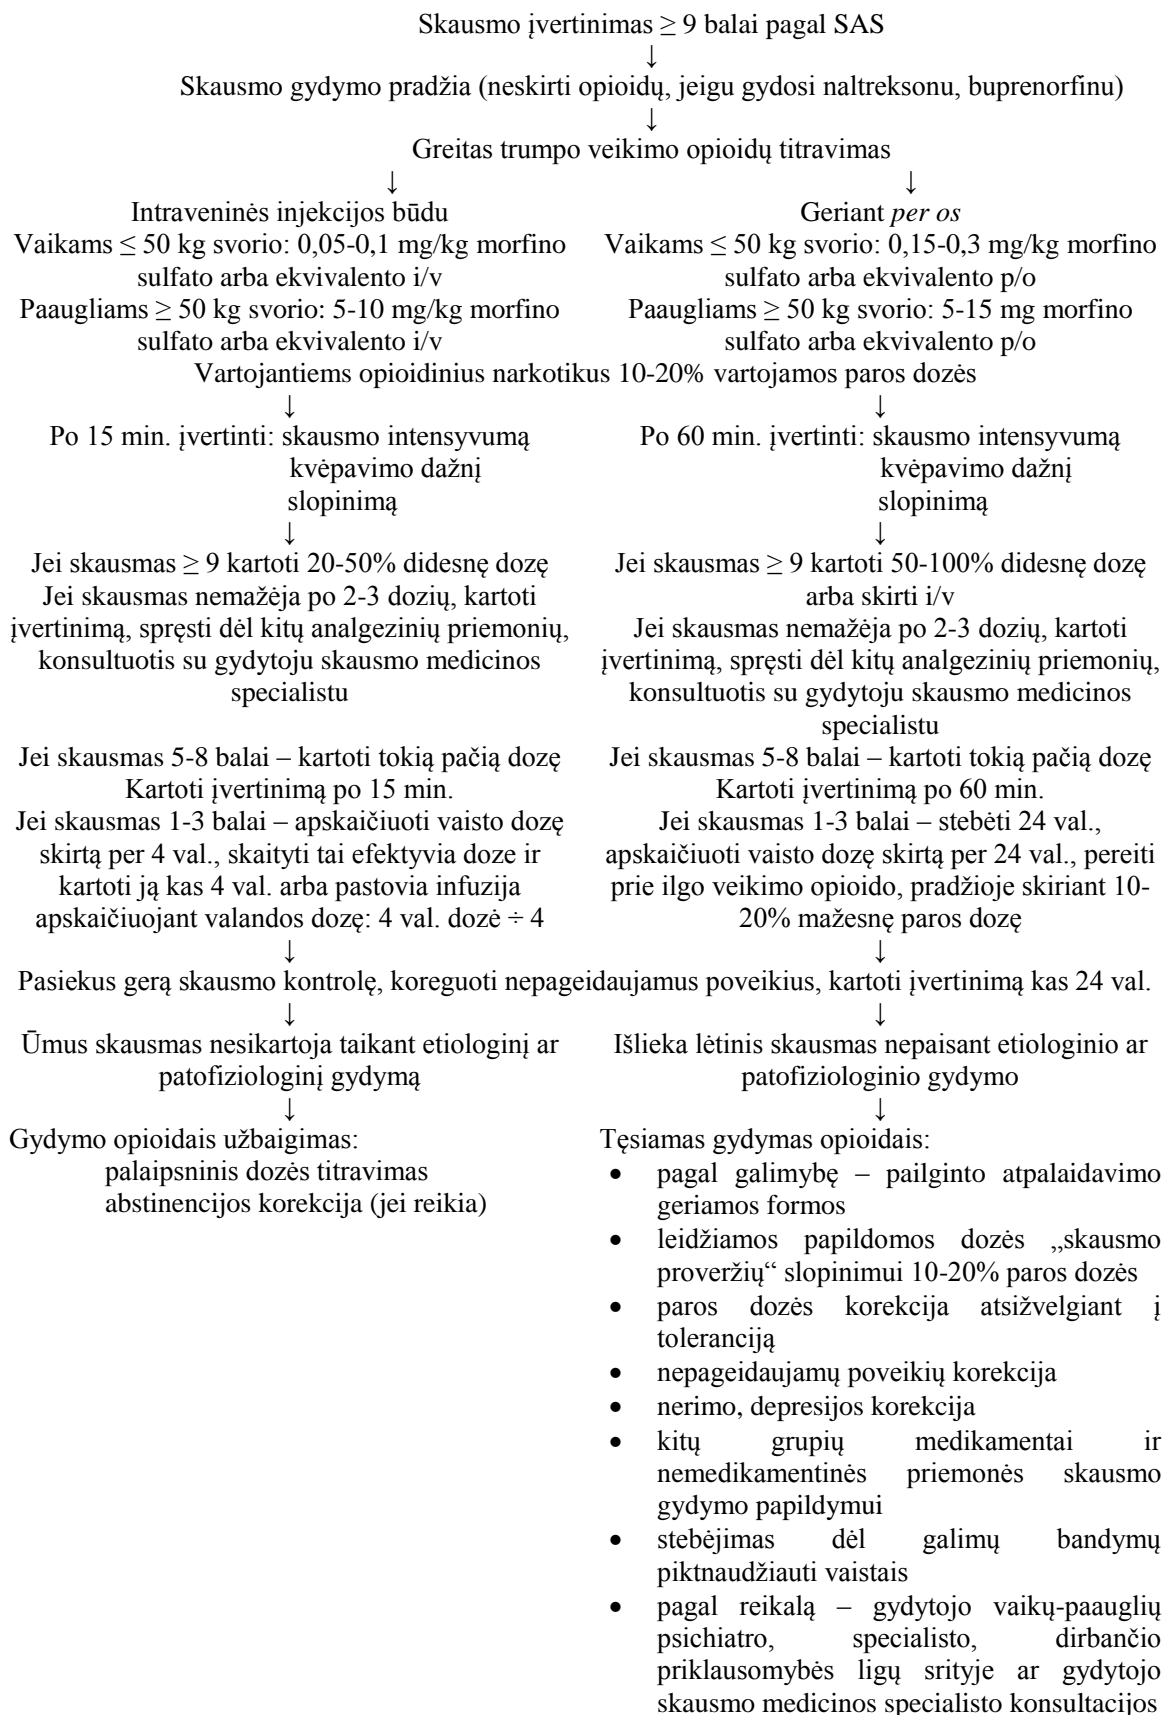 Skausmo įvertinimas ≥ 9 balai pagal SAS
↓
Skausmo gydymo pradžia (neskirti opioidų, jeigu gydosi naltreksonu, buprenorfinu)
↓
Greitas trumpo veikimo opioidų titravimas
↓
Intraveninės injekcijos būdu
Vaikams ≤ 50 kg svorio: 0,05-0,1 mg/kg morfino
sulfato arba ekvivalento i/v
Paaugliams ≥ 50 kg svorio: 5-10 mg/kg morfino
sulfato arba ekvivalento i/v
↓
Geriant per os
Vaikams ≤ 50 kg svorio: 0,15-0,3 mg/kg morfino
sulfato arba ekvivalento p/o
Paaugliams ≥ 50 kg svorio: 5-15 mg morfino
sulfato arba ekvivalento p/o
Vartojantiems opioidinius narkotikus 10-20% vartojamos paros dozės
↓
Po 15 min. įvertinti: skausmo intensyvumą
kvėpavimo dažnį
slopinimą
↓
Jei skausmas ≥ 9 kartoti 20-50% didesnę dozę
Jei skausmas nemažėja po 2-3 dozių, kartoti
įvertinimą, spręsti dėl kitų analgezinių priemonių,
konsultuotis su gydytoju skausmo medicinos
specialistu
Jei skausmas 5-8 balai – kartoti tokią pačią dozę
Kartoti įvertinimą po 15 min.
Jei skausmas 1-3 balai – apskaičiuoti vaisto dozę
skirtą per 4 val., skaityti tai efektyvia doze ir
kartoti ją kas 4 val. arba pastovia infuzija
apskaičiuojant valandos dozę: 4 val. dozė ÷ 4
↓
↓
Po 60 min. įvertinti: skausmo intensyvumą
kvėpavimo dažnį
slopinimą
↓
Jei skausmas ≥ 9 kartoti 50-100% didesnę dozę
arba skirti i/v
Jei skausmas nemažėja po 2-3 dozių, kartoti
įvertinimą, spręsti dėl kitų analgezinių priemonių,
konsultuotis su gydytoju skausmo medicinos
specialistu
Jei skausmas 5-8 balai – kartoti tokią pačią dozę
Kartoti įvertinimą po 60 min.
Jei skausmas 1-3 balai – stebėti 24 val.,
apskaičiuoti vaisto dozę skirtą per 24 val., pereiti
prie ilgo veikimo opioido, pradžioje skiriant 10-
20% mažesnę paros dozę
↓
Pasiekus gerą skausmo kontrolę, koreguoti nepageidaujamus poveikius, kartoti įvertinimą kas 24 val.
↓
Ūmus skausmas nesikartoja taikant etiologinį ar
patofiziologinį gydymą
↓
Gydymo opioidais užbaigimas:
palaipsninis dozės titravimas
abstinencijos korekcija (jei reikia)
↓
Išlieka lėtinis skausmas nepaisant etiologinio ar
patofiziologinio gydymo
↓
Tęsiamas gydymas opioidais:
• pagal galimybę – pailginto atpalaidavimo
geriamos formos
• leidžiamos papildomos dozės „skausmo
proveržių“ slopinimui 10-20% paros dozės
• paros dozės korekcija atsižvelgiant į
toleranciją
• nepageidaujamų poveikių korekcija
• nerimo, depresijos korekcija
• kitų grupių medikamentai ir
nemedikamentinės priemonės skausmo
gydymo papildymui
• stebėjimas dėl galimų bandymų
piktnaudžiauti vaistais
• pagal reikalą – gydytojo vaikų-paauglių
psichiatro, specialisto, dirbančio
priklausomybės ligų srityje ar gydytojo
skausmo medicinos specialisto konsultacijos